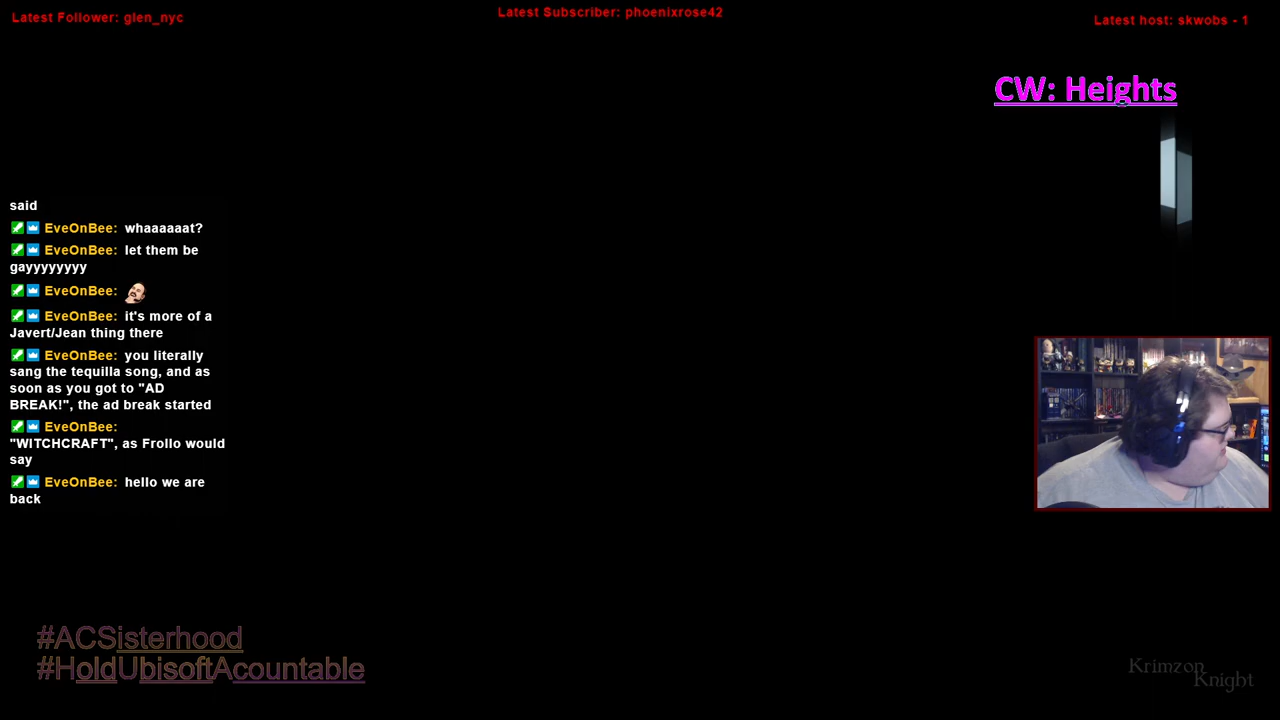 Latest Follower: glen_nyc
Latest Subscriber: phoenixrose42
Latest host: skwobs - 1
CW: Heights
said
EveOnBee: whaaaaaat?
EveOnBee: let them be
gayyyyyyyy
EveOnBee:
EveOnBee: it's more of a
Javert/Jean thing there
EveOnBee: you literally
sang the tequilla song, and as
soon as you got to "AD
BREAK!", the ad break started
EveOnBee:
"WITCHCRAFT", as Frollo would
say
EveOnBee: hello we are
back
#ACSisterhood
#HoldUbisoftAcountable
Krimzon
Knight